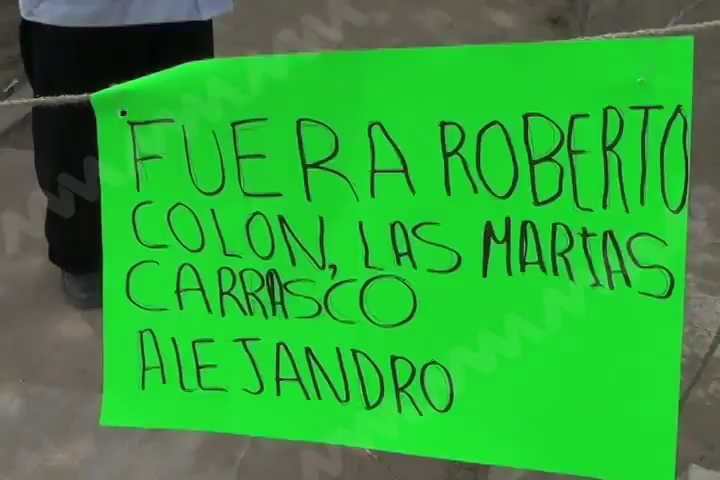 FUERA ROBERTO
COLON, LAS MARIAS
CARRASCO
ALEJANDRO